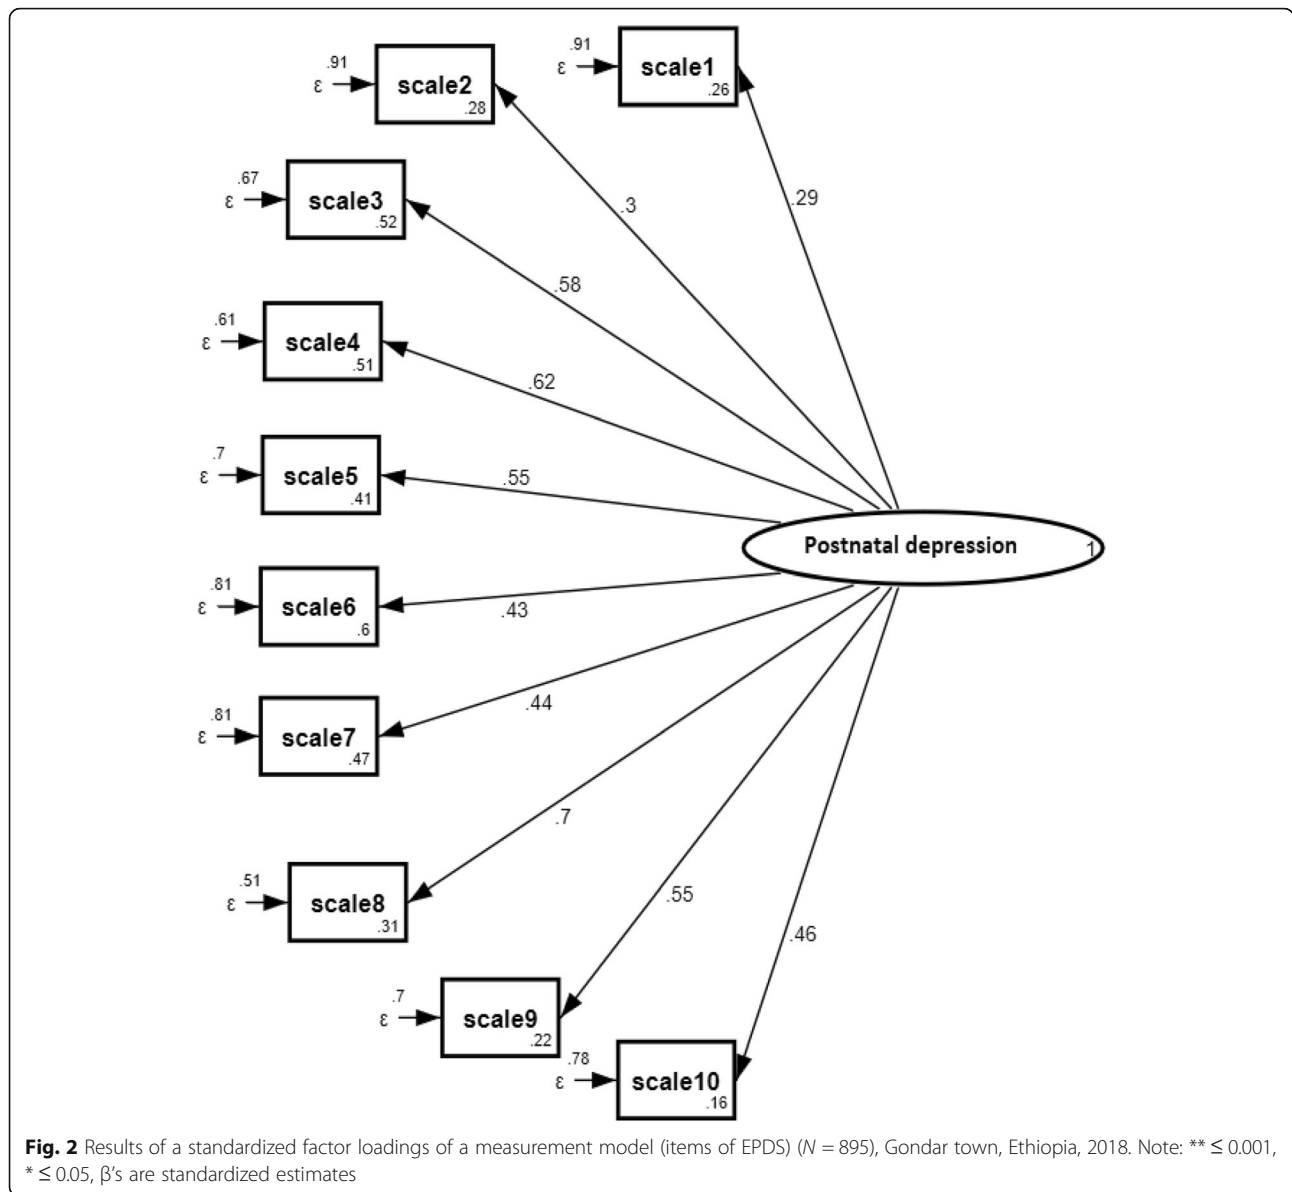 .91
ε
scale1
.26
.91
ε
scale2
.28
.67
ε
scale3
.52
.3
.29
.58
.61
ε
scale4
.51
.62
.7
ε
scale5
.41
.55
Postnatal depression
1
.81
ε
scale6
.6
.43
.81
ε
scale7
.47
.44
.7
.51
ε
scale8
.31
.55
.46
.7
ε
scale9
.22
.78
ε
scale10
.16
Fig. 2 Results of a standardized factor loadings of a measurement model (items of EPDS) (N = 895), Gondar town, Ethiopia, 2018. Note: ** ≤ 0.001,
* ≤ 0.05, β's are standardized estimates